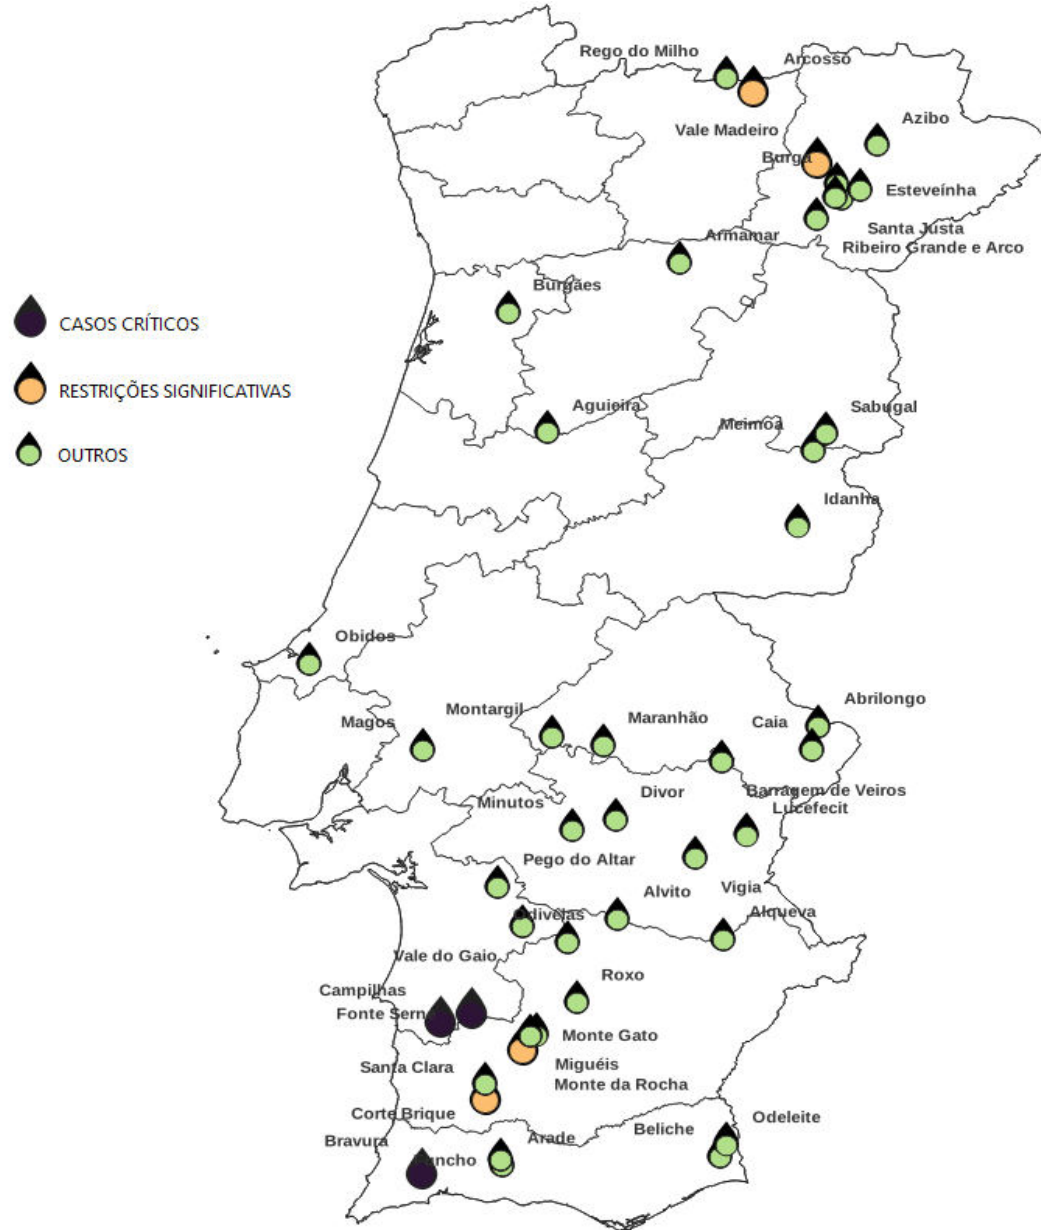 Rego do Milho
Arcossó
Azibo
Vale Madeiro
Burga
Esteveínha
Santa Justa
Ribeiro Grande e Arco
Armamar
Burgães
CASOS CRÍTICOS
RESTRIÇÕES SIGNIFICATIVAS
OUTROS
Aguieira
Sabugal
Meimoa
Idanha
Obidos
Abrilongo
Montargil
Maranhão
Caia
Magos
Barragem de Veiros
Divor
Minutos
Lucefecit
Pego do Altar
Vigia
Alvito
Odivelas
Alqueva
Vale do Gaio
Roxo
Campilhas
Fonte
Monte Gato
Miguéis
Santa Clara
Monte da Rocha
Corte Brique
Odeleite
Beliche
Arade
Bravura